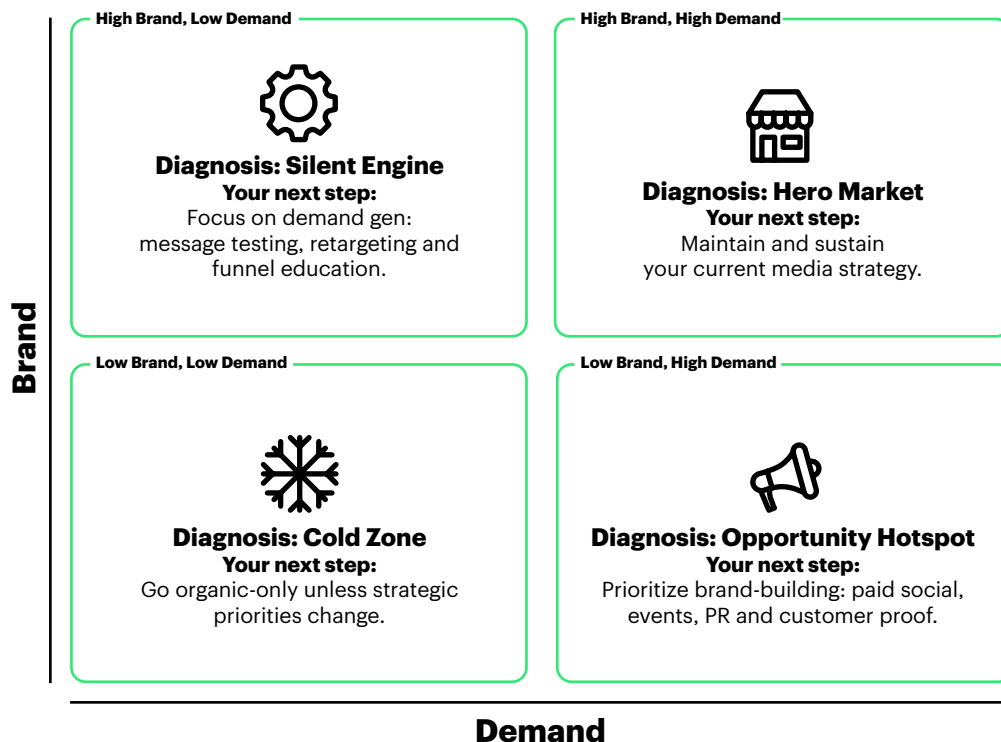 High Brand, Low Demand
Diagnosis: Silent Engine
Your next step:
Focus on demand gen:
message testing, retargeting and
funnel education.
High Brand, High Demand
Diagnosis: Hero Market
Your next step:
Maintain and sustain
your current media strategy.
Brand
Low Brand, Low Demand
Diagnosis: Cold Zone
Your next step:
Go organic-only unless strategic
priorities change.
Low Brand, High Demand
Diagnosis: Opportunity Hotspot
Your next step:
Prioritize brand-building: paid social,
events, PR and customer proof.
Demand